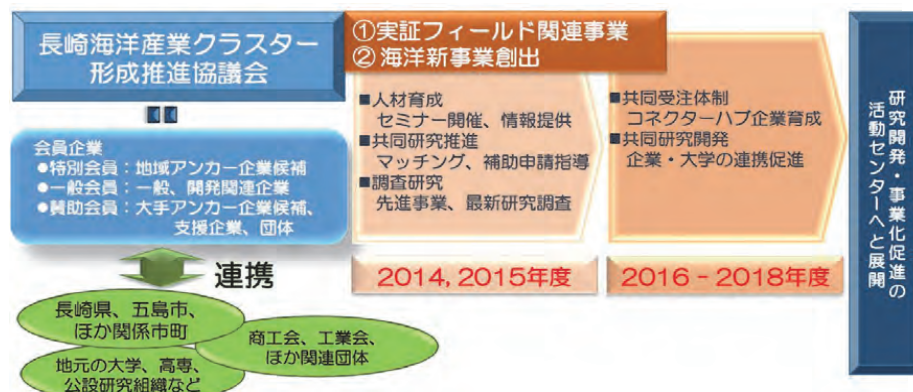 長崎海洋産業クラスター
形成推進協議会
会員企業
●特別会員：地域アンカー企業候補
●一般会員：一般、開発関連企業
●賛助会員：大手アンカー企業候補、
支援企業、団体
連携
長崎県、五島市、
ほか関係市町
商工会、工業会、
ほか関連団体
地元の大学、高専、
公設研究組織など
①実証フィールド関連事業
②海洋新事業創出
■人材育成
セミナー開催、情報提供
■共同研究推進
マッチング、補助申請指導
■調査研究
先進事業、最新研究調査
2014, 2015年度
■共同受注体制
コネクターハブ企業育成
■共同研究開発
企業・大学の連携促進
2016－2018年度
研究開発・事業化促進の
活動センターへと展開